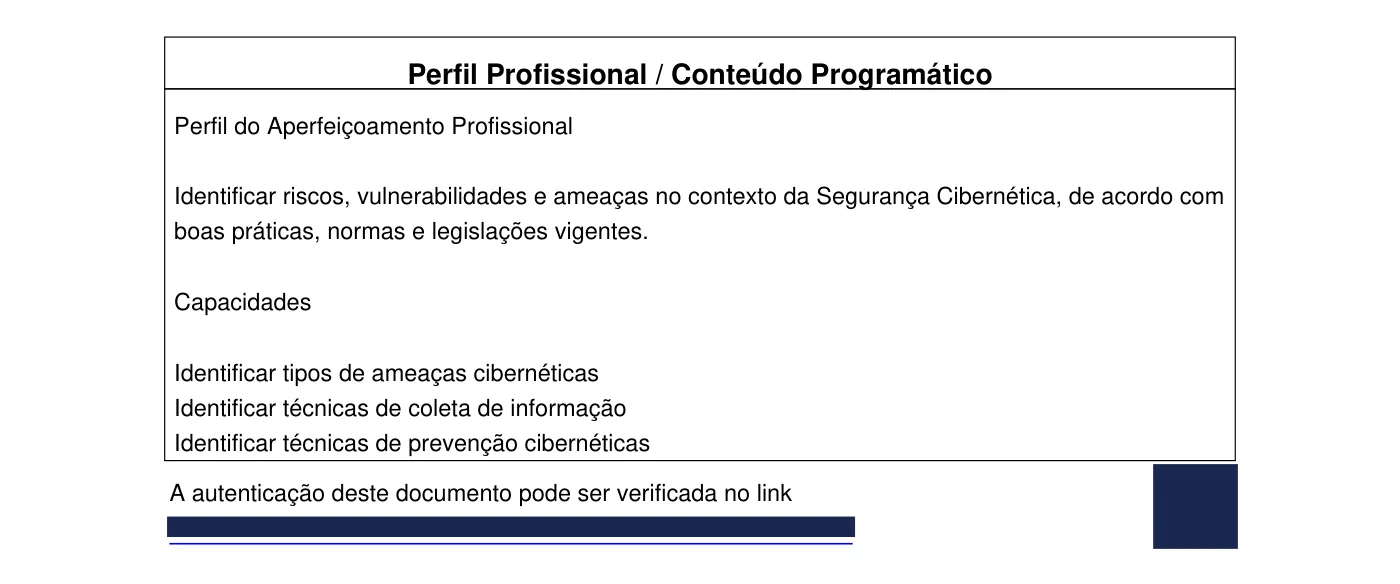 Perfil Profissional / Conteúdo Programático
Perfil do Aperfeiçoamento Profissional
Identificar riscos, vulnerabilidades e ameaças no contexto da Segurança Cibernética, de acordo com
boas práticas, normas e legislações vigentes.
Capacidades
Identificar tipos de ameaças cibernéticas
Identificar técnicas de coleta de informação
Identificar técnicas de prevenção cibernéticas
A autenticação deste documento pode ser verificada no link